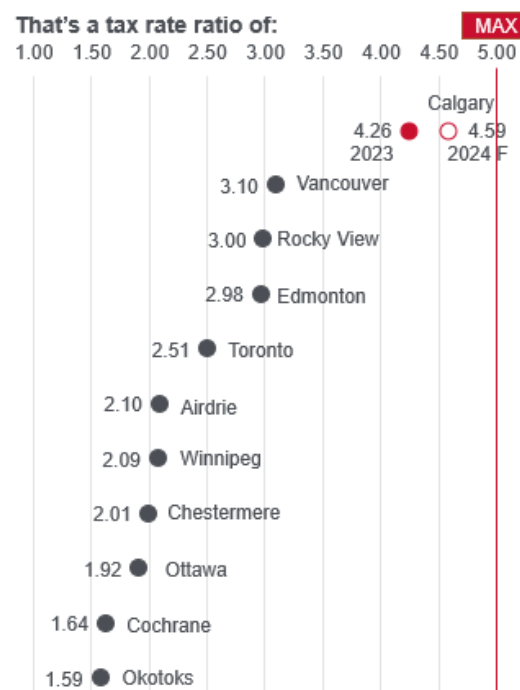 That's a tax rate ratio of:
MAX
1.00 1.50 2.00 2.50 3.00 3.50 4.00 4.50 5.00
Calgary
4.26 4.59
2023 2024 F
3.10 Vancouver
3.00 Rocky View
2.98 Edmonton
2.51 Toronto
2.10 Airdrie
2.09 Winnipeg
2.01 Chestermere
1.92 Ottawa
1.64 Cochrane
1.59 Okotoks